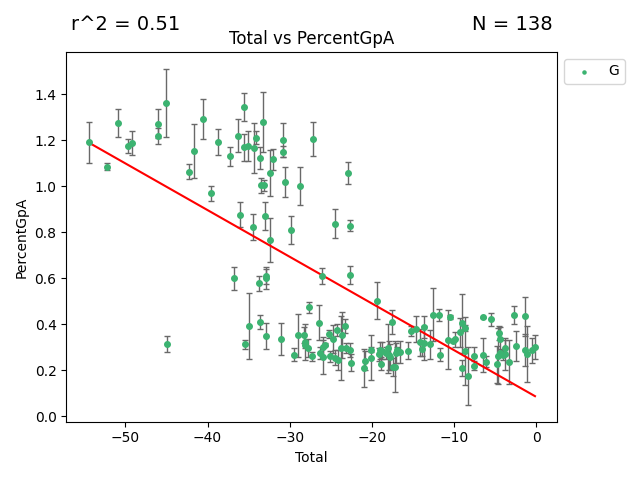 r^2 = 0.51
N = 138
Total vs PercentGpA
G
PercentGpA
1.4
1.2
1.0
0.8
0.6
0.4
0.2
0.0
−50
−40
−30
−20
−10
0
Total